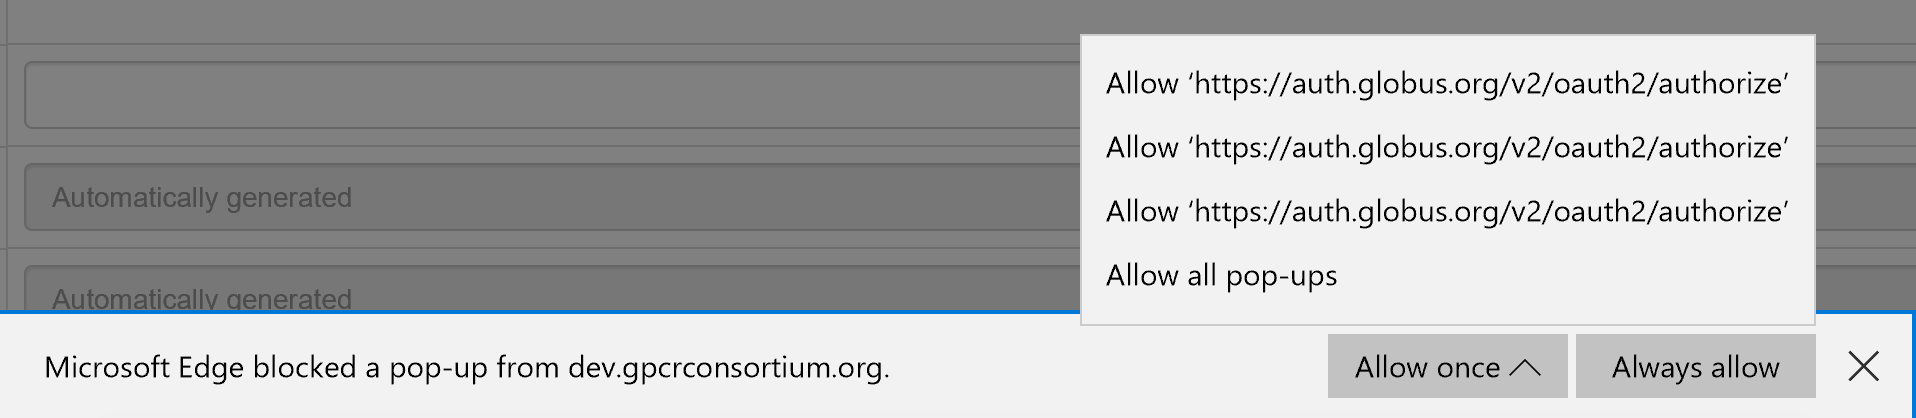 Allow ‘https://auth.globus.org/v2/oauth2/authorize’
Allow ‘https://auth.globus.org/v2/oauth2/authorize’
Automatically generated
Allow ‘https://auth.globus.org/v2/oauth2/authorize’
Allow all pop-ups
Automatically generated
Microsoft Edge blocked a pop-up from dev.gpcrconsortium.org.
Allow once
Always allow